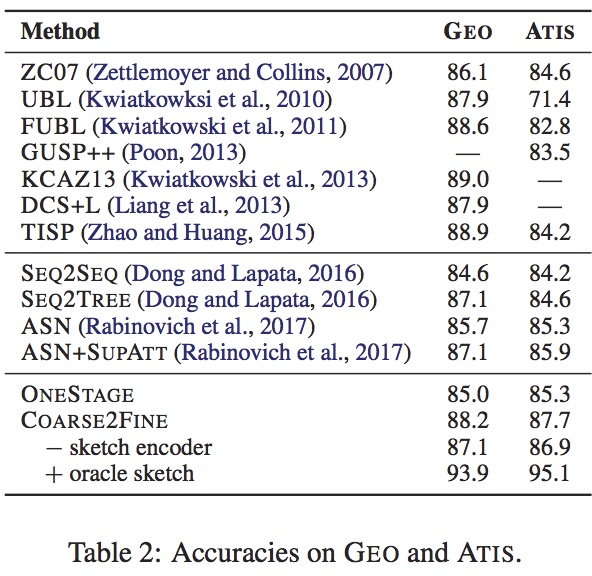 Method GEO ATIS
ZC07 (Zettlemoyer and Collins, 2007) 86.1 84.6
UBL (Kwiatkowksi et al., 2010) 87.9 71.4
FUBL (Kwiatkowski et al., 2011) 88.6 82.8
GUSP++ (Poon, 2013) — 83.5
KCAZ13 (Kwiatkowski et al., 2013) 89.0 —
DCS+L (Liang et al., 2013) 87.9 —
TISP (Zhao and Huang, 2015) 88.9 84.2
SEQ2SEQ (Dong and Lapata, 2016) 84.6 84.2
SEQ2TREE (Dong and Lapata, 2016) 87.1 84.6
ASN (Rabinovich et al., 2017) 85.7 85.3
ASN+SUPATT (Rabinovich et al., 2017) 87.1 85.9
ONESTAGE 85.0 85.3
COARSE2FINE 88.2 87.7
− sketch encoder 87.1 86.9
+ oracle sketch 93.9 95.1
Table 2: Accuracies on GEO and ATIS.